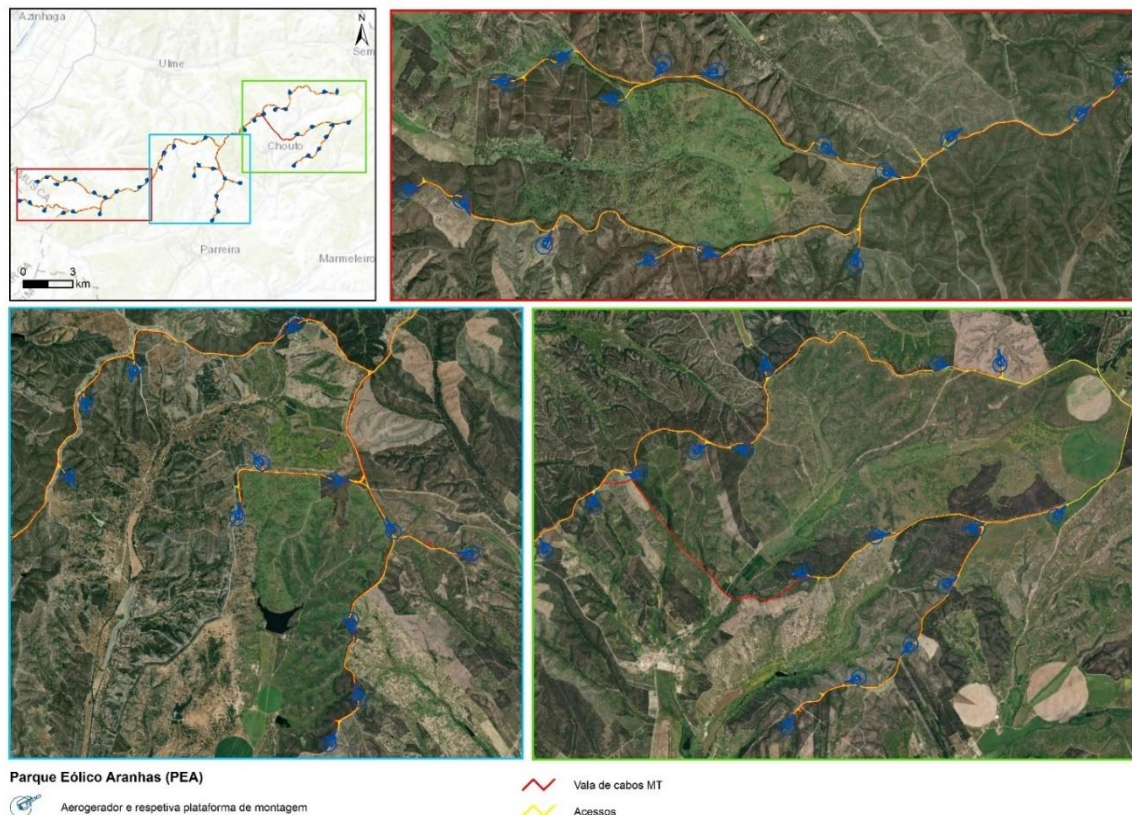 Azinhaga
N
Sem
Ulme
Chouto
Parreira
Marmeleiro
0 3
km
Parque Eólico Aranhas (PEA)
Aerogerador e respetiva plataforma de montagem
Vala de cabos MT
Acessos